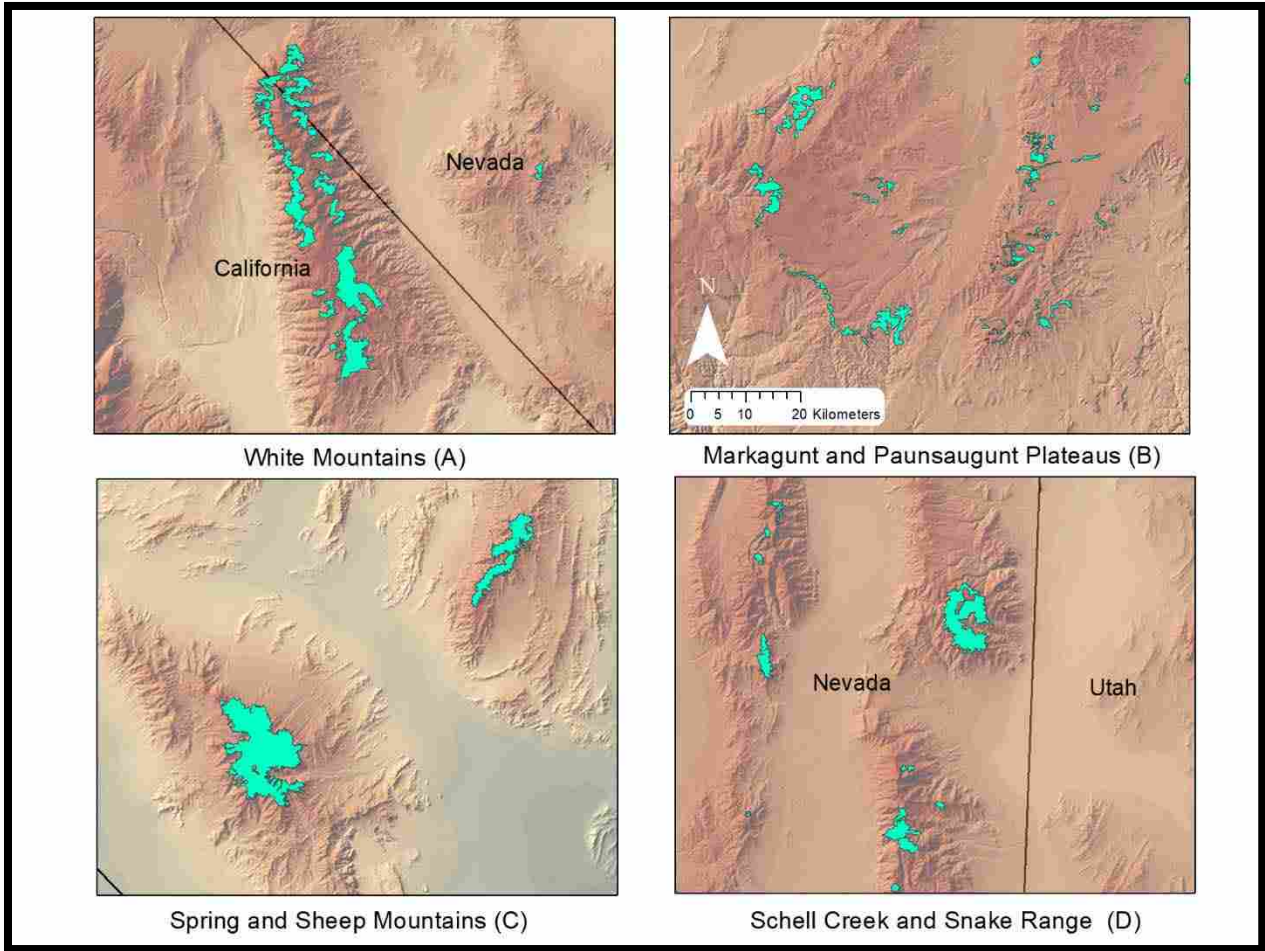 Nevada
California
White Mountains (A)
N
0 5 10 20 Kilometers
Markagunt and Paunsaugunt Plateaus (B)
Spring and Sheep Mountains (C)
Nevada
Utah
Schell Creek and Snake Range (D)